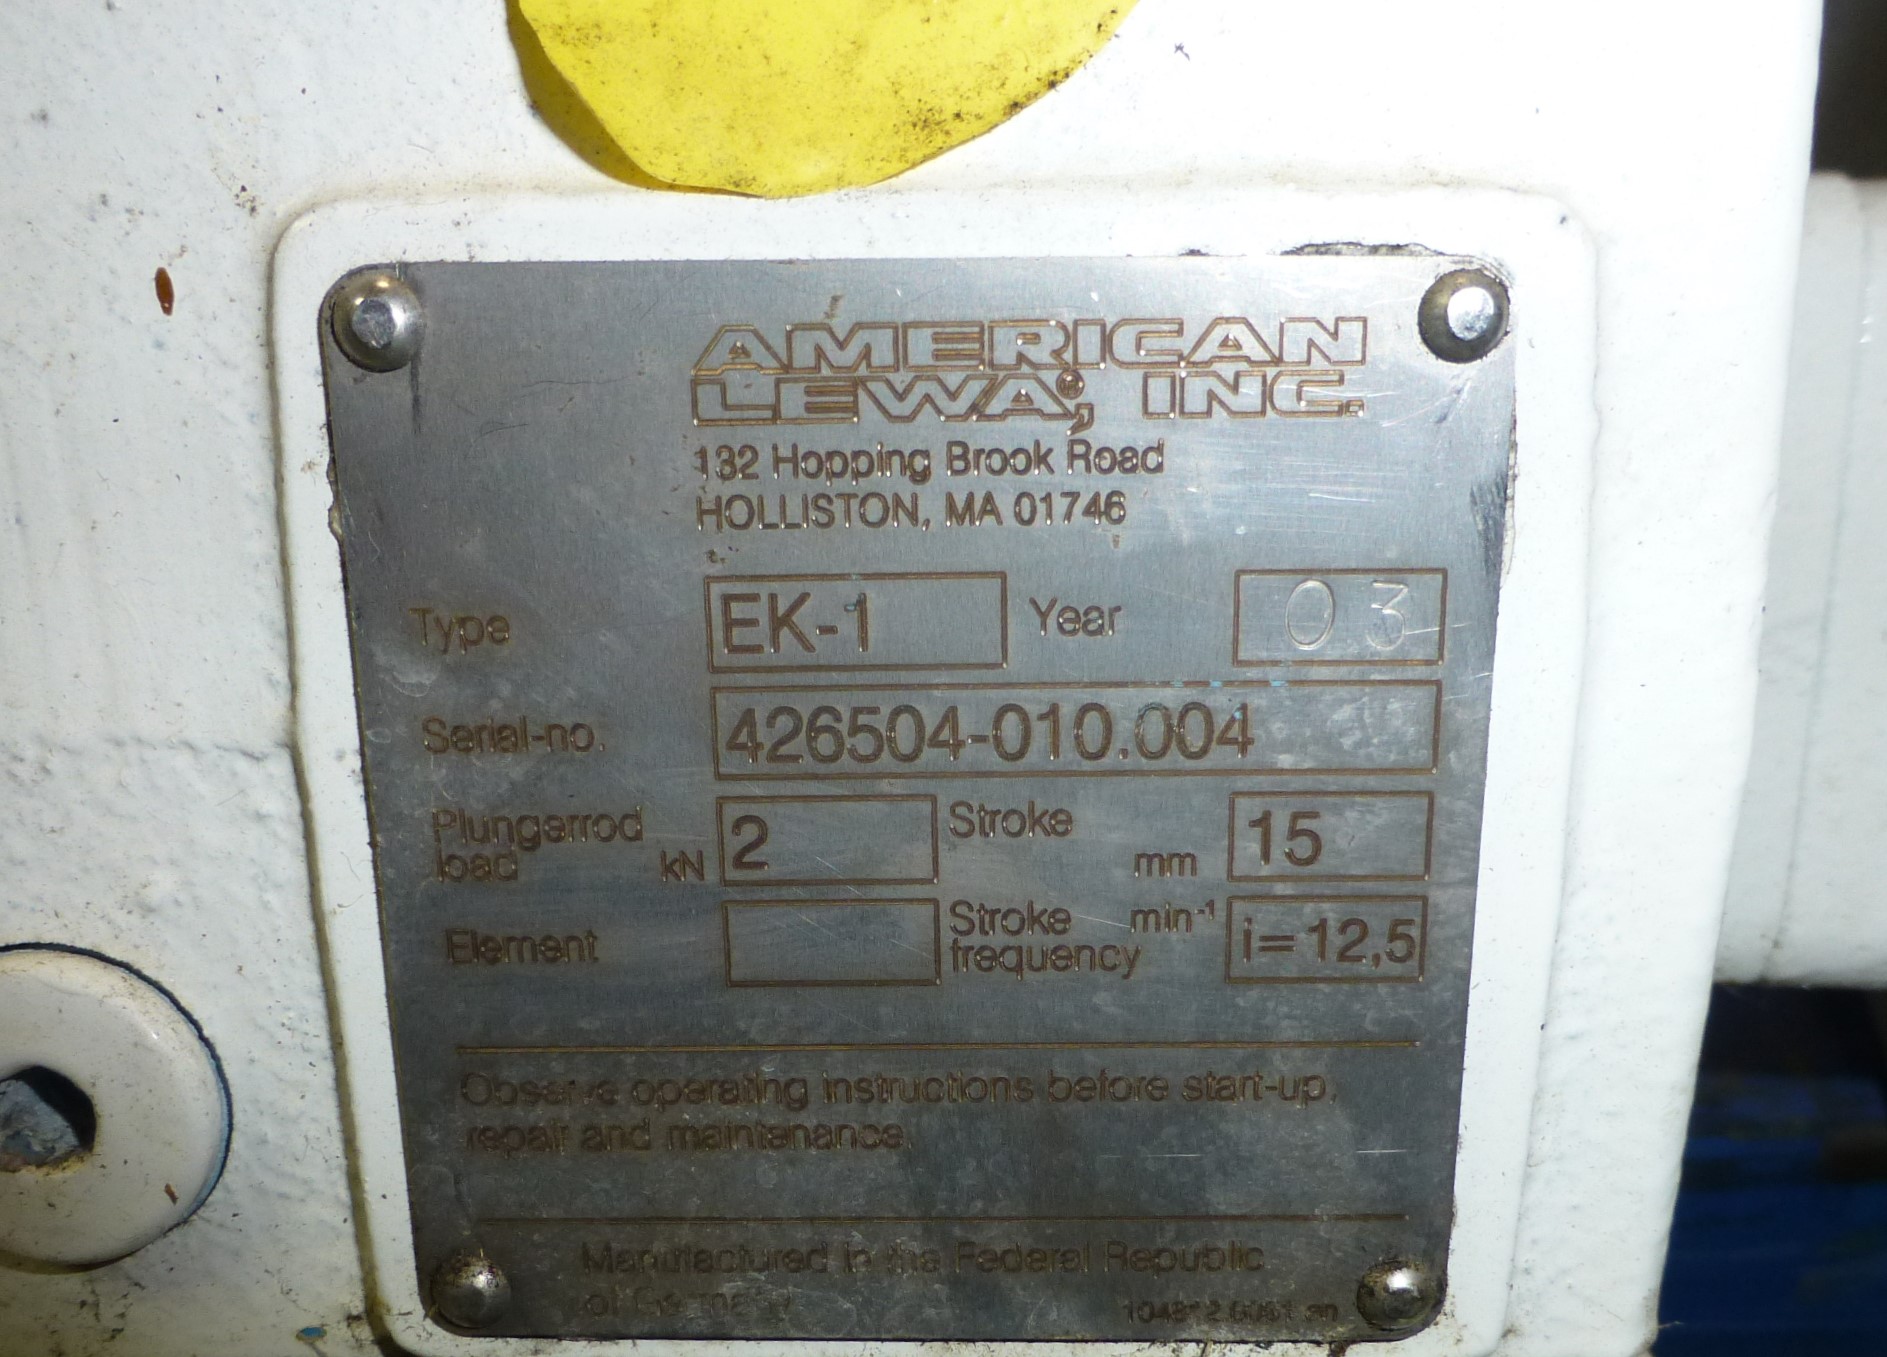 AMERICAN
LEWA®, INC.
132 Hopping Brook Road
HOLLISTON, MA 01746
Type EK-1 Year 03
Serial-no. 426504-010.004
Plungerrod load kN 2 Stroke mm 15
Element Stroke frequency min-1 i=12,5
Observe operating instructions before start-up,
repair and maintenance.
Manufactured in the Federal Republic
of Germany